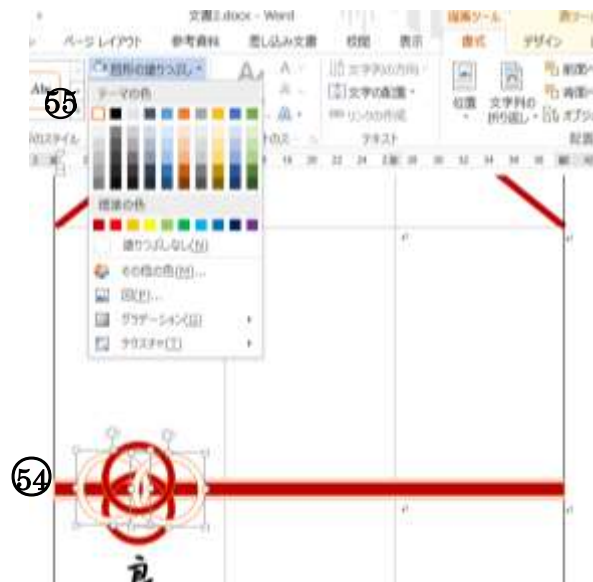 文書2.docx - Word
描画ツール
表ツー
ページ レイアウト 参考資料 差し込み文書 校閲 表示 書式 デザイン
図形の塗りつぶし
文字列の方向
文字の配置
リンクの作成
位置
文字列の
折り返し
前面へ
背面へ
テキスト
配置
55
テーマの色
標準の色
塗りつぶしなし(N)
その他の色(M)...
図(P)...
グラデーション(G)
テクスチャ(T)
54